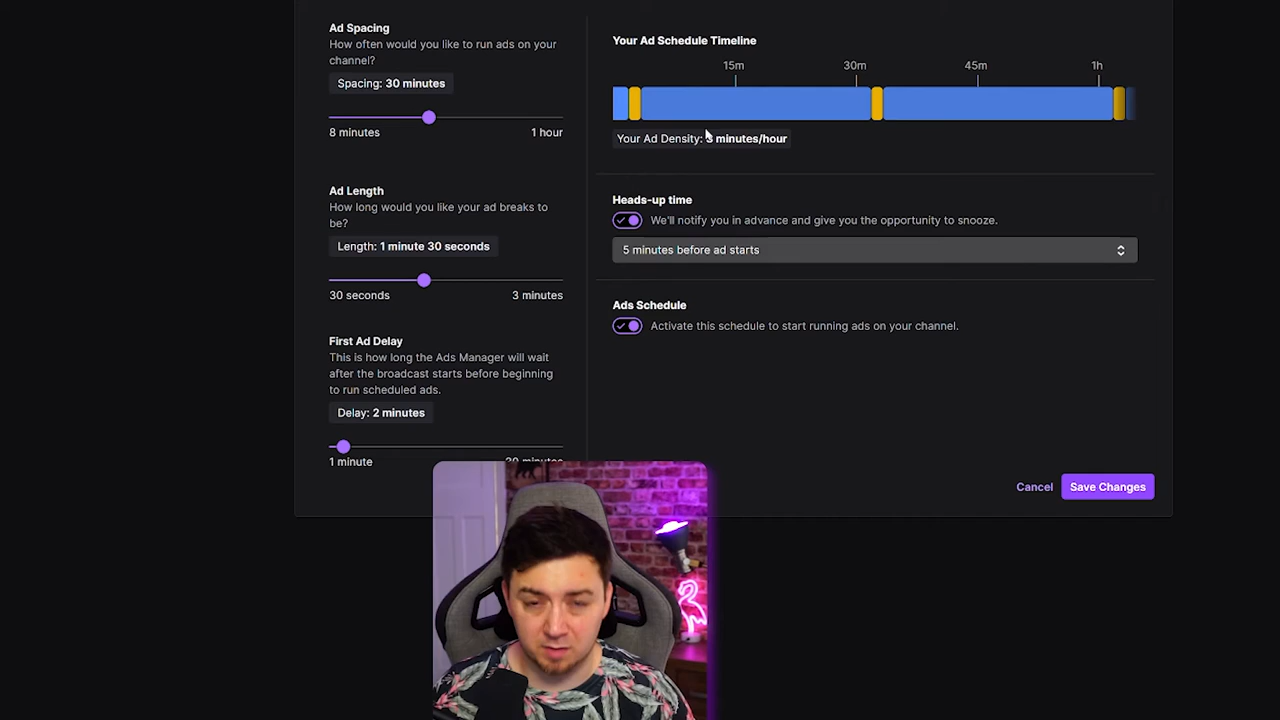 Ad Spacing
How often would you like to run ads on your
channel?
Spacing: 30 minutes
8 minutes
1 hour
Ad Length
How long would you like your ad breaks to
be?
Length: 1 minute 30 seconds
30 seconds
3 minutes
First Ad Delay
This is how long the Ads Manager will wait
after the broadcast starts before beginning
to run scheduled ads.
Delay: 2 minutes
1 minute
30 minutes
Your Ad Schedule Timeline
15m
30m
45m
1h
Your Ad Density: 3 minutes/hour
Heads-up time
We'll notify you in advance and give you the opportunity to snooze.
5 minutes before ad starts
Ads Schedule
Activate this schedule to start running ads on your channel.
Cancel
Save Changes